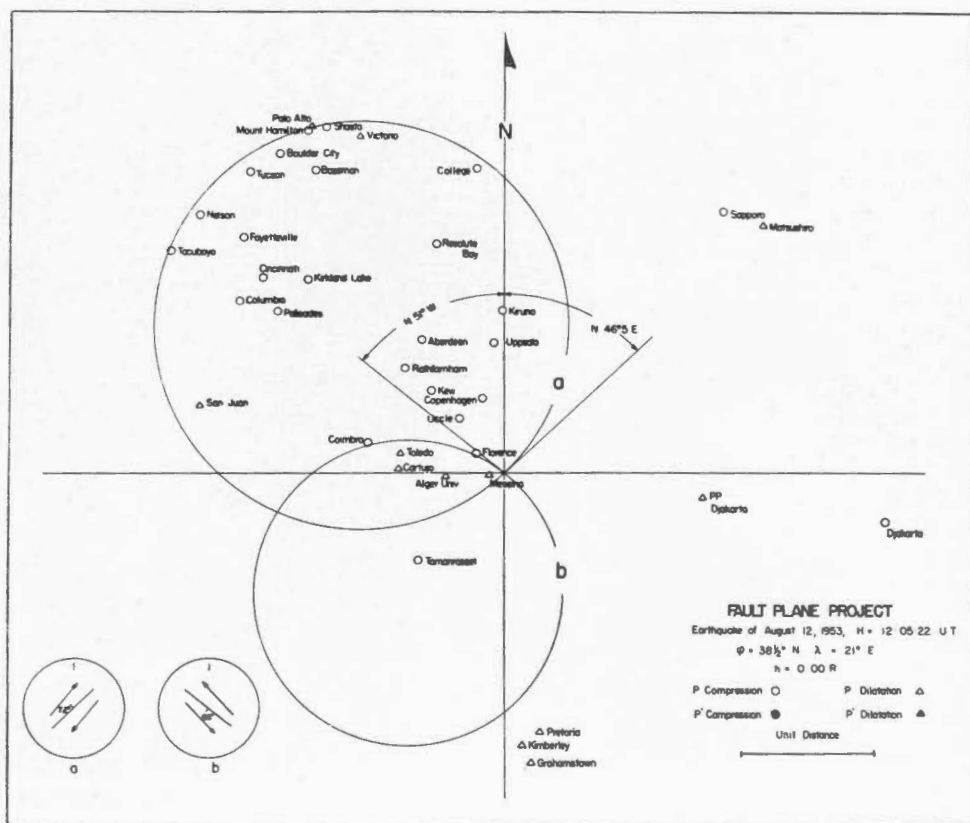 N
Palo Alto
Mount Hamilton
Shasta
Victoria
Boulder City
Tucson
Bozeman
College
Nelson
Sapporo
Matsushiro
Fayetteville
Resolute
Bay
Tacubaya
Cincinnati
Kirkland Lake
Columbia
Palisades
N 51° W
N 46°5 E
Kiruna
Aberdeen
Uppsala
Rathfarnham
a
Kew
Copenhagen
San Juan
Uccle
Coimbra
Toledo
Florence
Cartuja
Alger Univ
Messina
PP
Djakarta
Djakarta
Tamanrasset
b
FAULT PLANE PROJECT
Earthquake of August 12, 1953, H = 12 05 22 U T
φ = 38½° N λ = 21° E
h = 0.00 R
P Compression ○ P Dilatation △
P' Compression ● P' Dilatation ▲
Unit Distance
Pretoria
Kimberley
Grahamstown
a
b